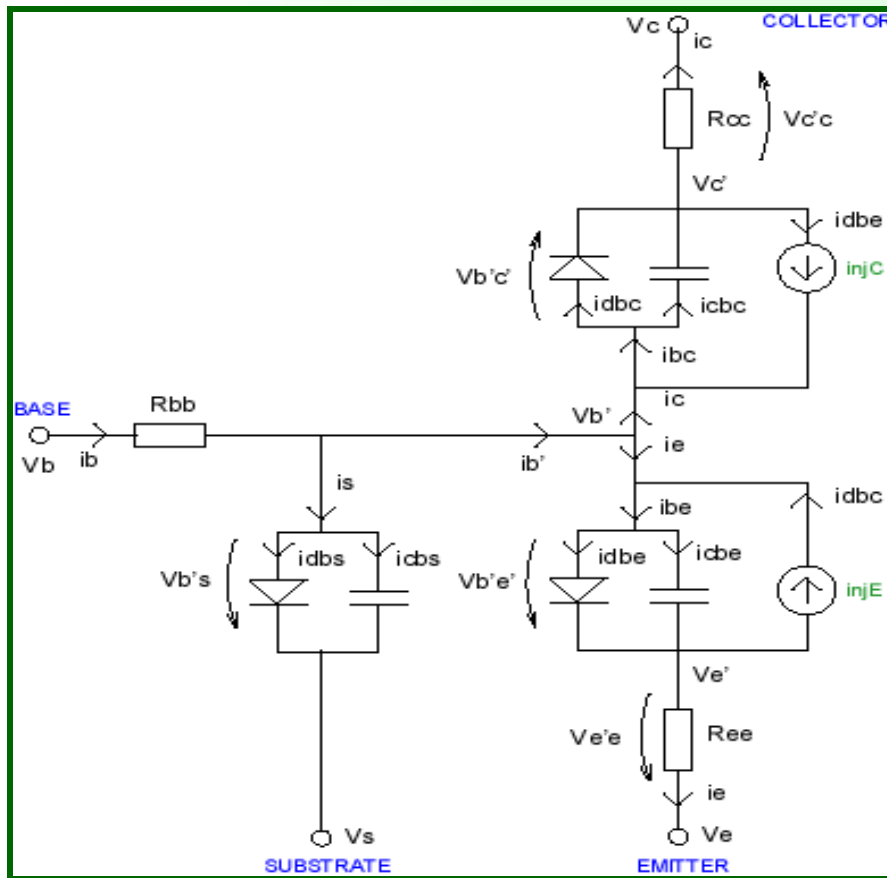 Vc ic COLLECTOR
Rcc Vc'c
Vc'
idbe
Vb'c' injC
idbc icbc
ibc
Rbb ic
BASE Vb'
Vb ib ib' ie
is idbc
ibe
idbs icbs idbe icbe
Vb's Vb'e' injE
Ve'
Ve'e Ree
ie
Vs Ve
SUBSTRATE EMITTER